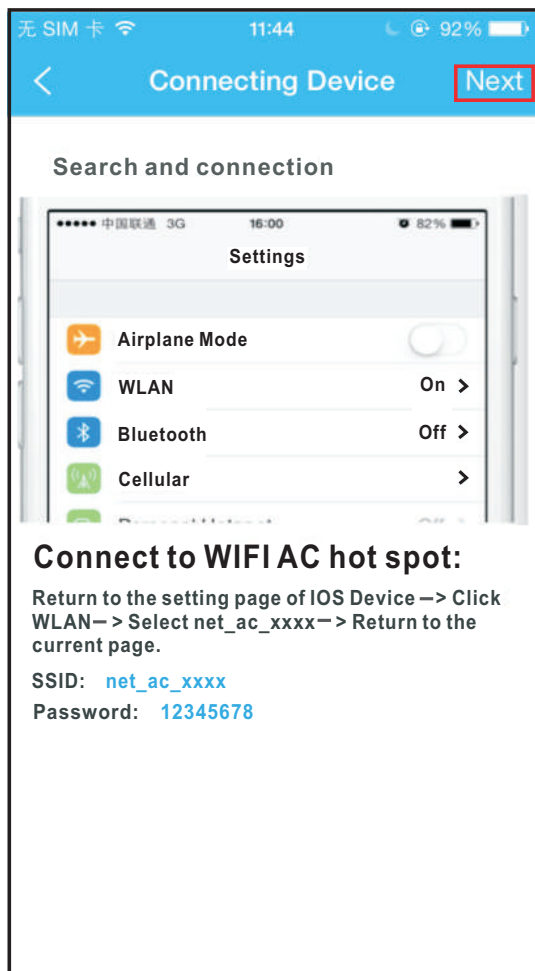 无 SIM 卡 11:44 92%
Connecting Device Next
Search and connection
中国联通 3G 16:00 82%
Settings
Airplane Mode
WLAN On >
Bluetooth Off >
Cellular >
Connect to WIFI AC hot spot:
Return to the setting page of IOS Device —> Click
WLAN— > Select net_ac_xxxx— > Return to the
current page.
SSID: net_ac_xxxx
Password: 12345678